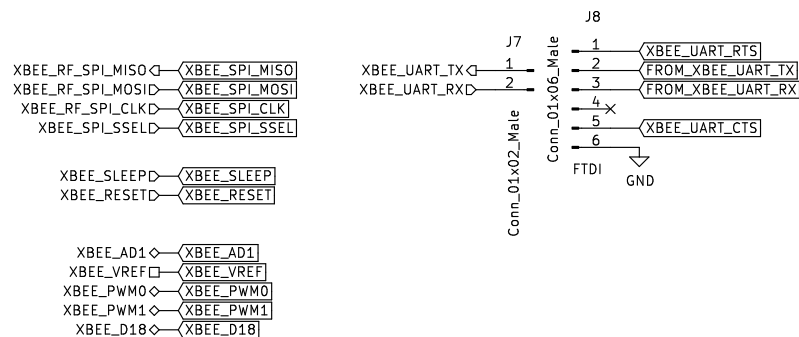 J8
J7
Conn_01x06_Male
1 XBEE_UART_RTS
XBEE_RF_SPI_MISO XBEE_SPI_MISO
XBEE_UART_TX 1
2 FROM_XBEE_UART_TX
XBEE_RF_SPI_MOSI XBEE_SPI_MOSI
XBEE_UART_RX 2
3 FROM_XBEE_UART_RX
XBEE_RF_SPI_CLK XBEE_SPI_CLK
4
XBEE_SPI_SSEL XBEE_SPI_SSEL
5 XBEE_UART_CTS
Conn_01x02_Male
6
FTDI
GND
XBEE_SLEEP XBEE_SLEEP
XBEE_RESET XBEE_RESET
XBEE_AD1 XBEE_AD1
XBEE_VREF XBEE_VREF
XBEE_PWM0 XBEE_PWM0
XBEE_PWM1 XBEE_PWM1
XBEE_D18 XBEE_D18